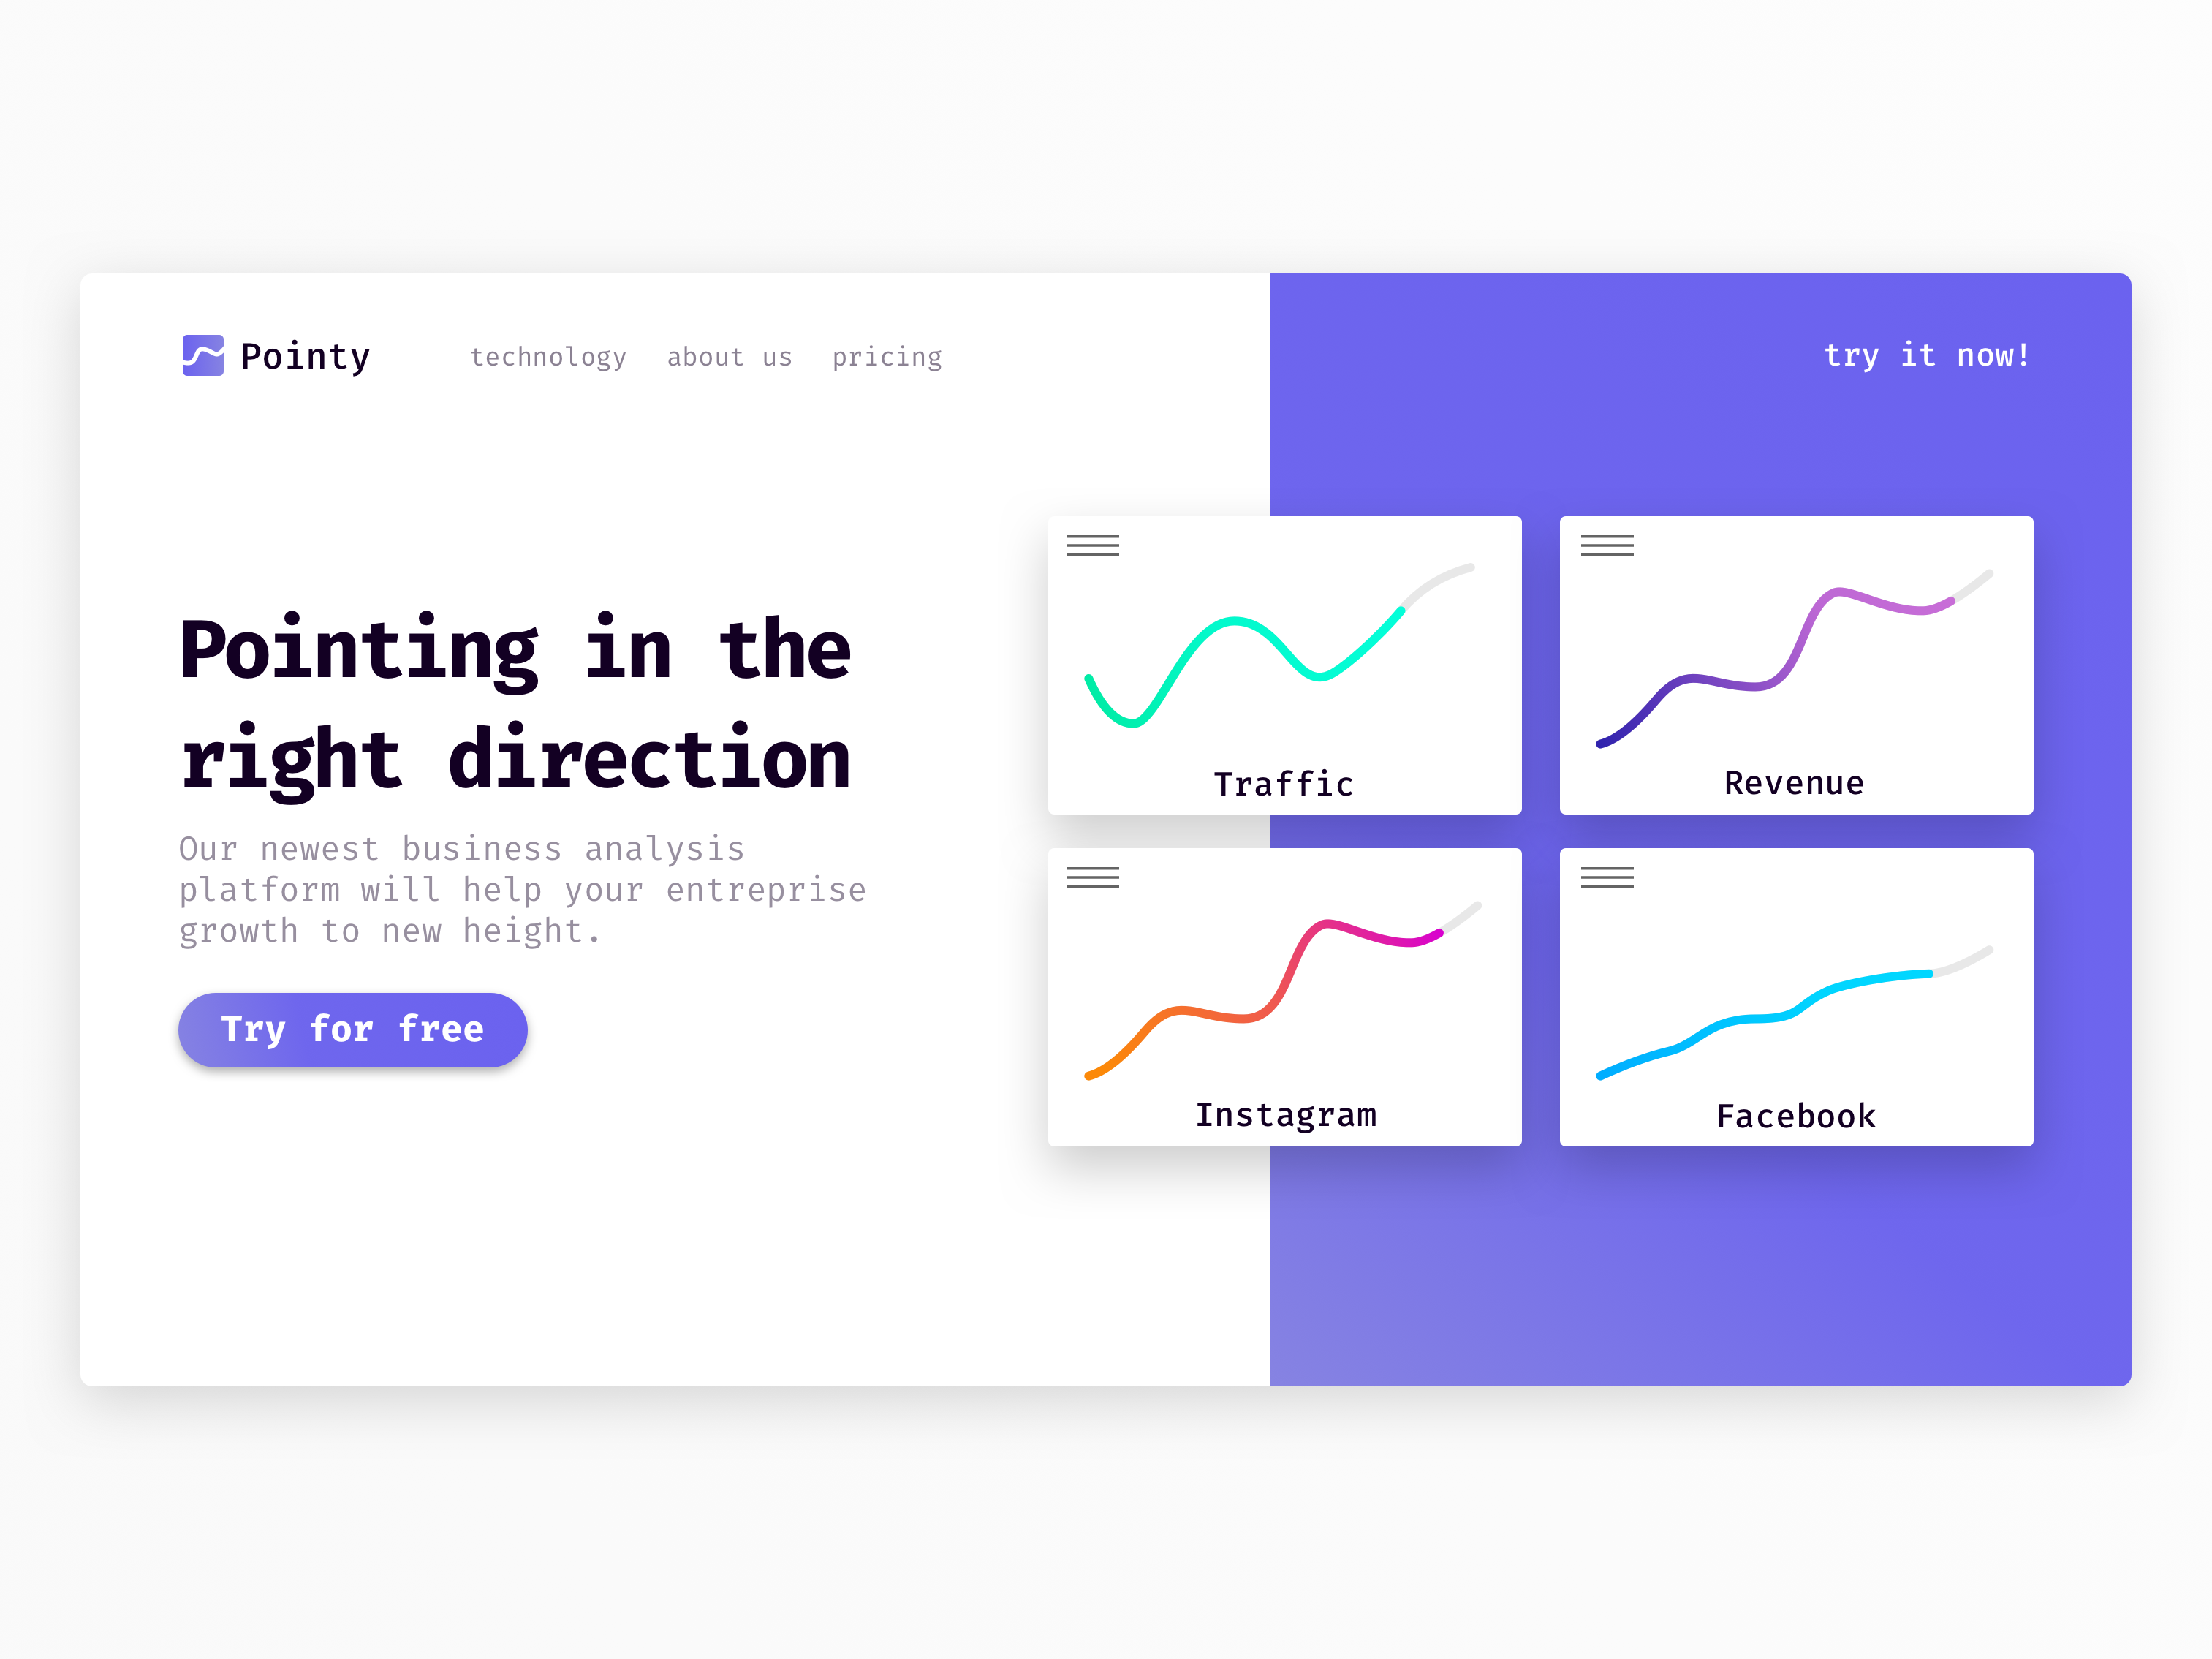 Pointy
technology about us pricing
try it now!
Pointing in the
right direction
Our newest business analysis
platform will help your entreprise
growth to new height.
Try for free
Traffic
Revenue
Instagram
Facebook